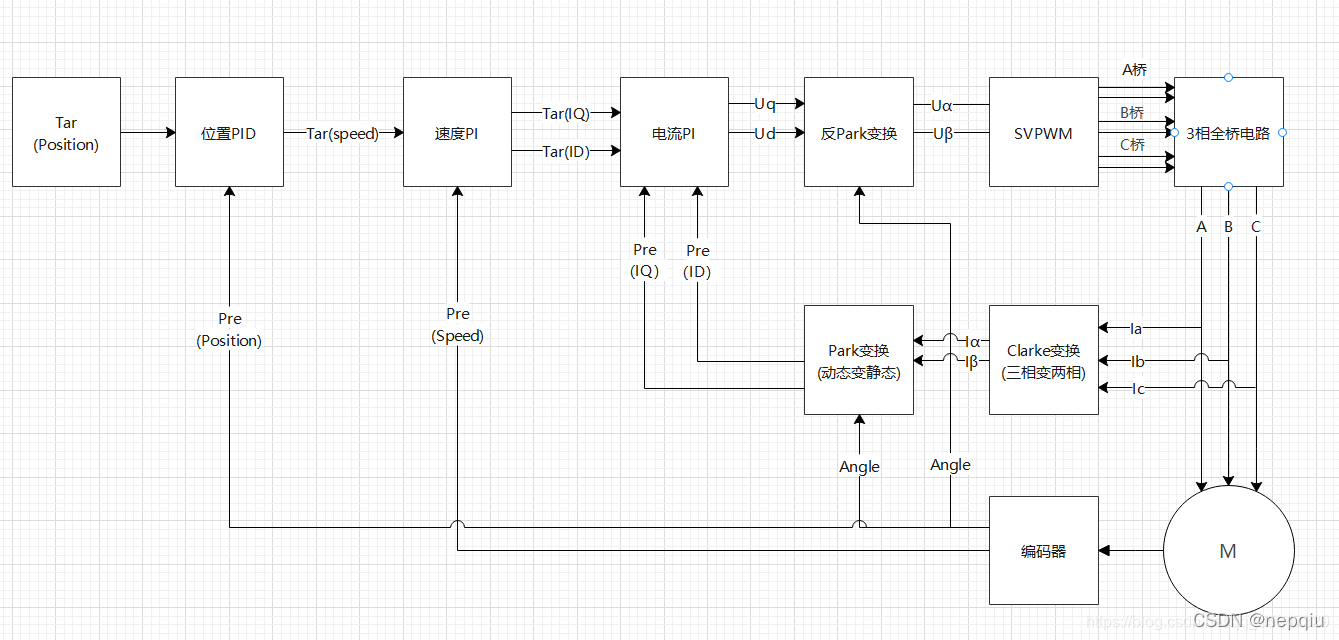 Tar
(Position)
位置PID
Tar(speed)
速度PI
Tar(IQ)
Tar(ID)
电流PI
Uq
Ud
反Park变换
Uα
Uβ
SVPWM
A桥
B桥
C桥
3相全桥电路
A
B
C
Pre
(IQ)
Pre
(ID)
Pre
(Position)
Pre
(Speed)
Park变换
(动态变静态)
Iα
Iβ
Clarke变换
(三相变两相)
Ia
Ib
Ic
Angle
Angle
编码器
M
CSDN @nepqiu